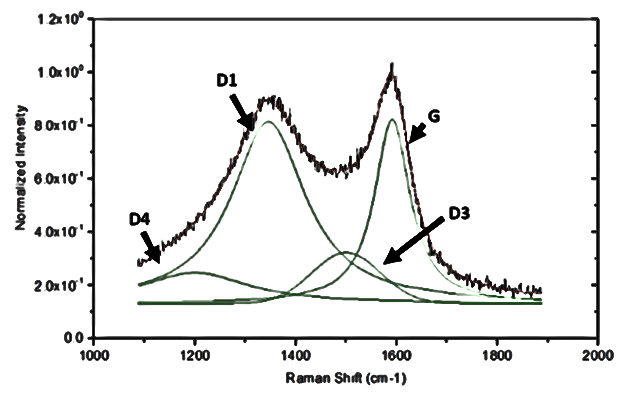 1.2x10⁰
1.0x10⁰
8.0x10⁻¹
6.0x10⁻¹
4.0x10⁻¹
2.0x10⁻¹
0.0
Normalized Intensity
D1
G
D4
D3
1000 1200 1400 1600 1800 2000
Raman Shift (cm-1)